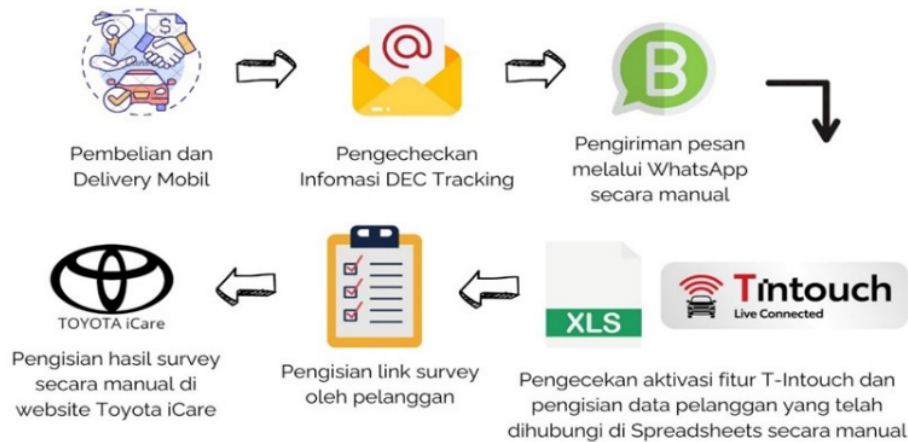 Pembelian dan
Delivery Mobil
Pengecheckan
Infomasi DEC Tracking
Pengiriman pesan
melalui WhatsApp
secara manual
TOYOTA iCare
Pengisian hasil survey
secara manual di
website Toyota iCare
Pengisian link survey
oleh pelanggan
XLS
Tintouch
Live Connected
Pengecekan aktivasi fitur T-Intouch dan
pengisian data pelanggan yang telah
dihubungi di Spreadsheets secara manual